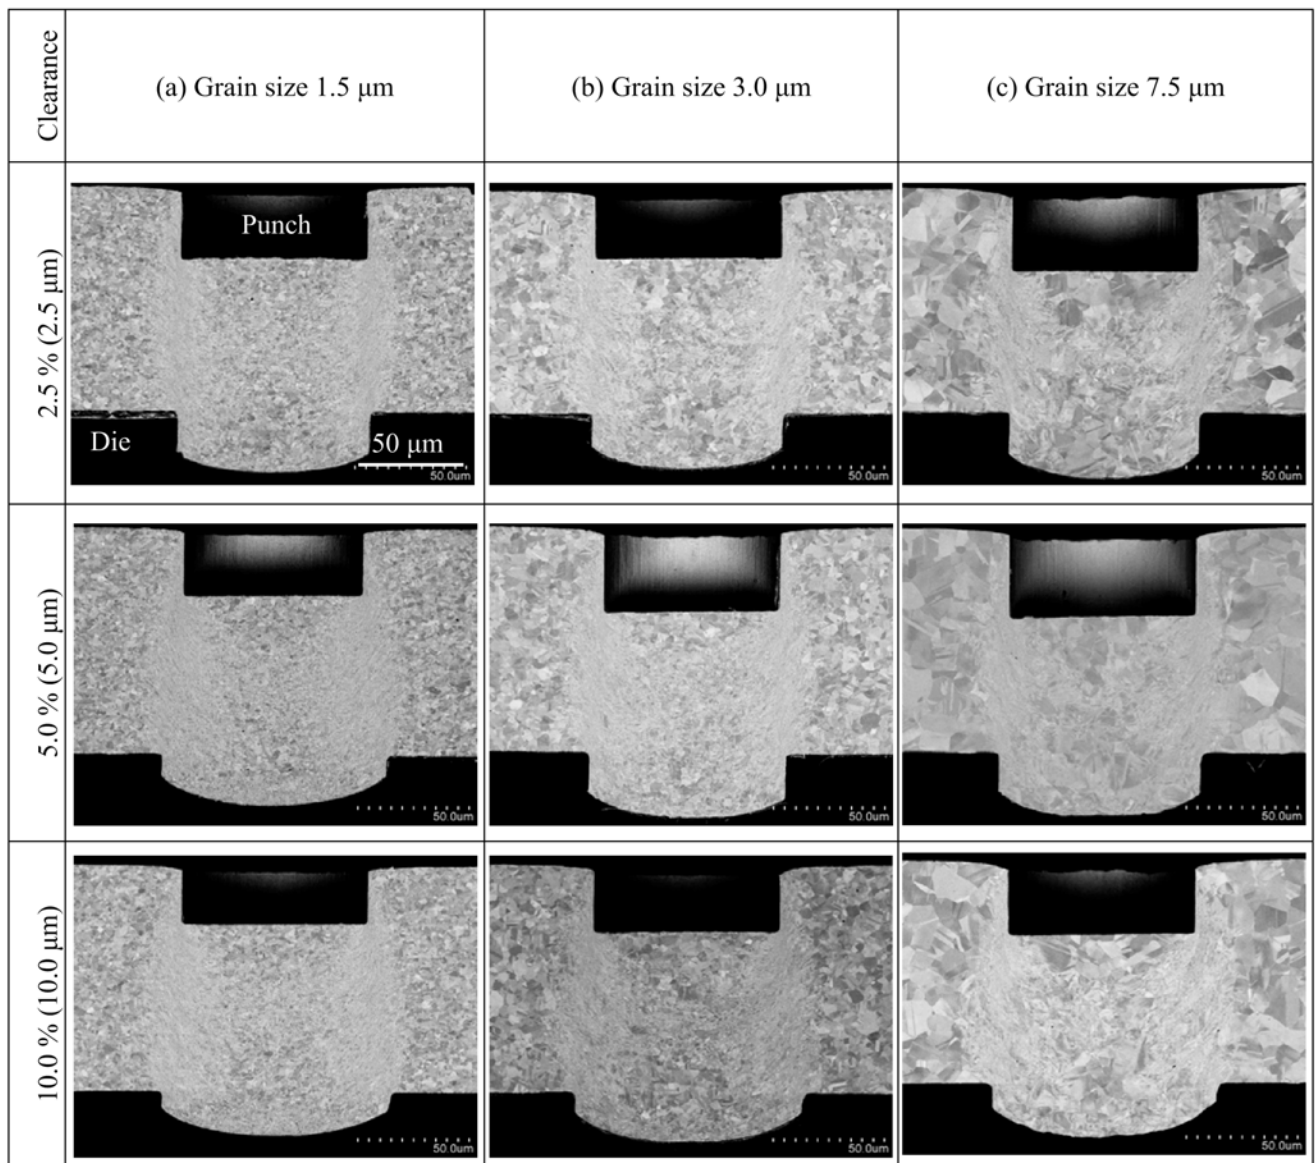 Clearance
(a) Grain size 1.5 μm
(b) Grain size 3.0 μm
(c) Grain size 7.5 μm
2.5 % (2.5 μm)
Punch
Die
50 μm
50.0um
50.0um
50.0um
5.0 % (5.0 μm)
50.0um
50.0um
50.0um
10.0 % (10.0 μm)
50.0um
50.0um
50.0um